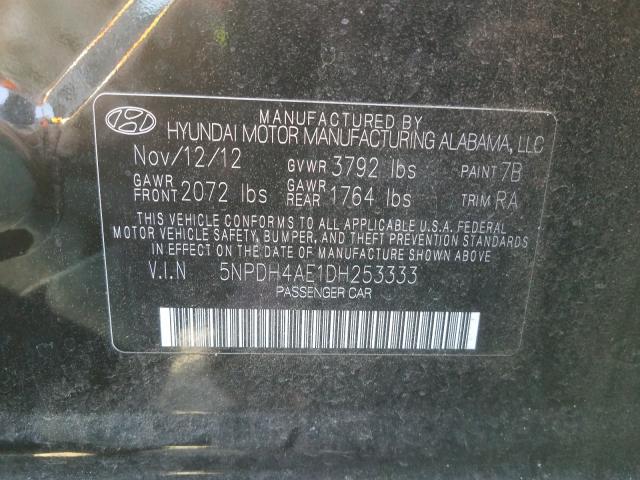 MANUFACTURED BY
HYUNDAI MOTOR MANUFACTURING ALABAMA, LLC
Nov/12/12 GVWR 3792 lbs PAINT 7B
GAWR FRONT 2072 lbs GAWR REAR 1764 lbs TRIM RA
THIS VEHICLE CONFORMS TO ALL APPLICABLE U.S.A. FEDERAL
MOTOR VEHICLE SAFETY, BUMPER, AND THEFT PREVENTION STANDARDS
IN EFFECT ON THE DATE OF MANUFACTURE SHOWN ABOVE
V.I.N 5NPDH4AE1DH253333
PASSENGER CAR